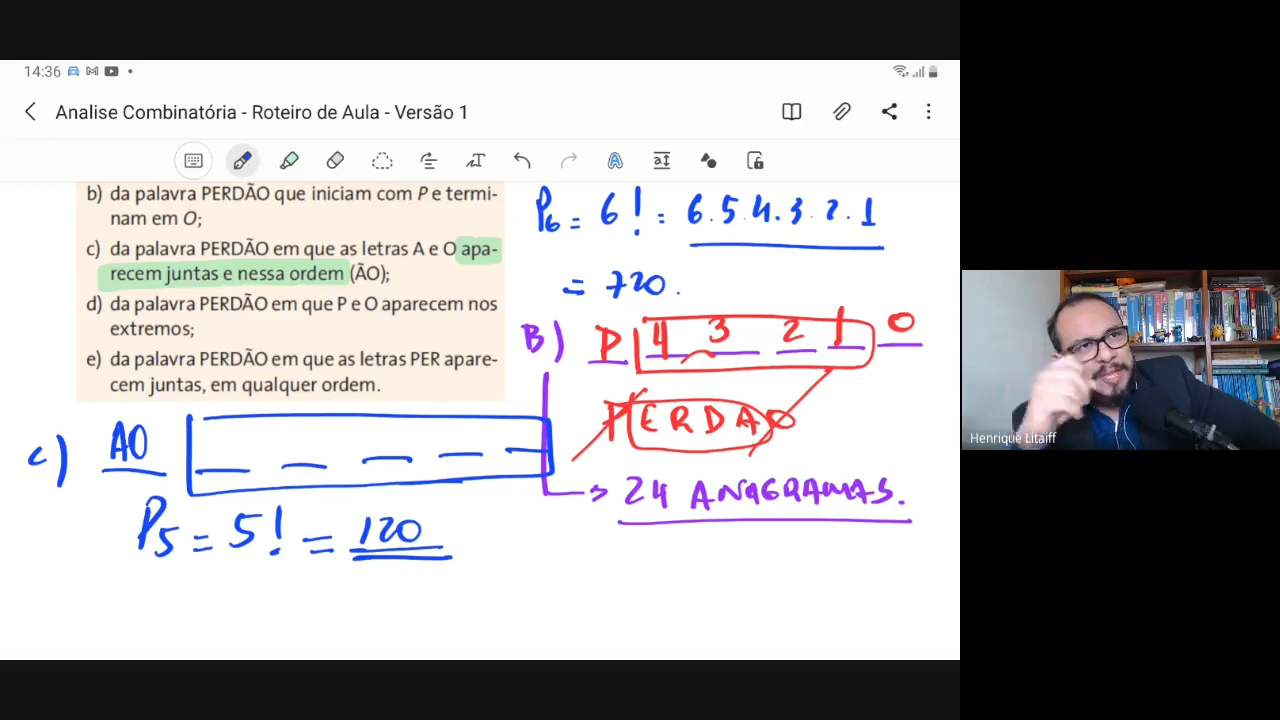 14:36
Analise Combinatória - Roteiro de Aula - Versão 1
b) da palavra PERDÃO que iniciam com P e termi-
nam em O;
c) da palavra PERDÃO em que as letras A e O apa-
recem juntas e nessa ordem (ÃO);
d) da palavra PERDÃO em que P e O aparecem nos
extremos;
e) da palavra PERDÃO em que as letras PER apare-
cem juntas, em qualquer ordem.
P6 = 6! = 6.5.4.3.2.1
= 720.
B) P 4 3 2 1 O
PERDAO
→ 24 ANAGRAMAS.
c) AO
P5 = 5! = 120
Henrique Litaiff